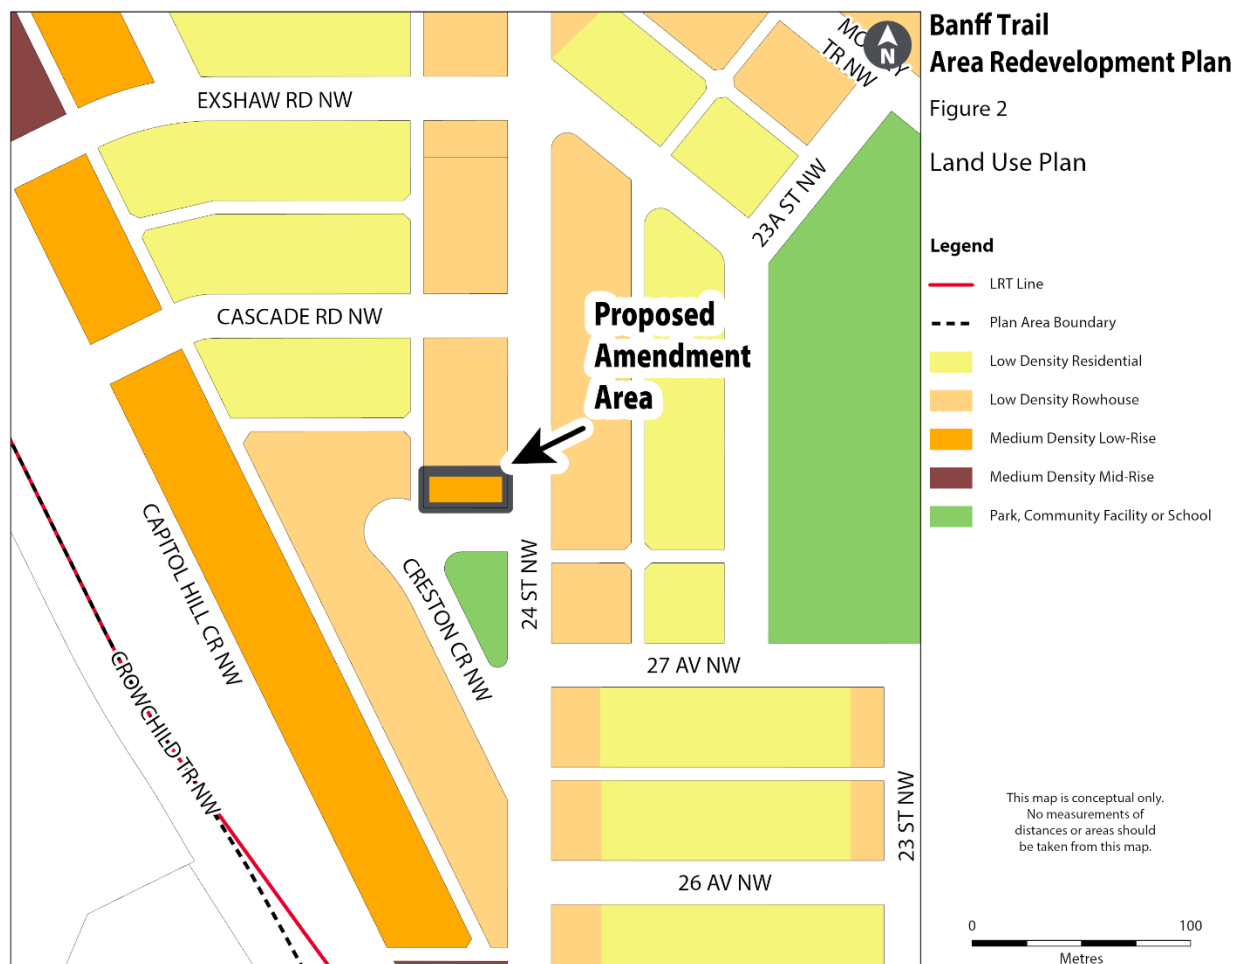 Banff Trail
Area Redevelopment Plan
Figure 2
Land Use Plan
Legend
LRT Line
Plan Area Boundary
Low Density Residential
Low Density Rowhouse
Medium Density Low-Rise
Medium Density Mid-Rise
Park, Community Facility or School
This map is conceptual only.
No measurements of
distances or areas should
be taken from this map.
0 100
Metres
N
TR NW
EXSHAW RD NW
23A ST NW
CASCADE RD NW
Proposed
Amendment
Area
CAPITOL HILL CR NW
CRESTON CR NW
24 ST NW
27 AV NW
CROWCHILD TR NW
23 ST NW
26 AV NW